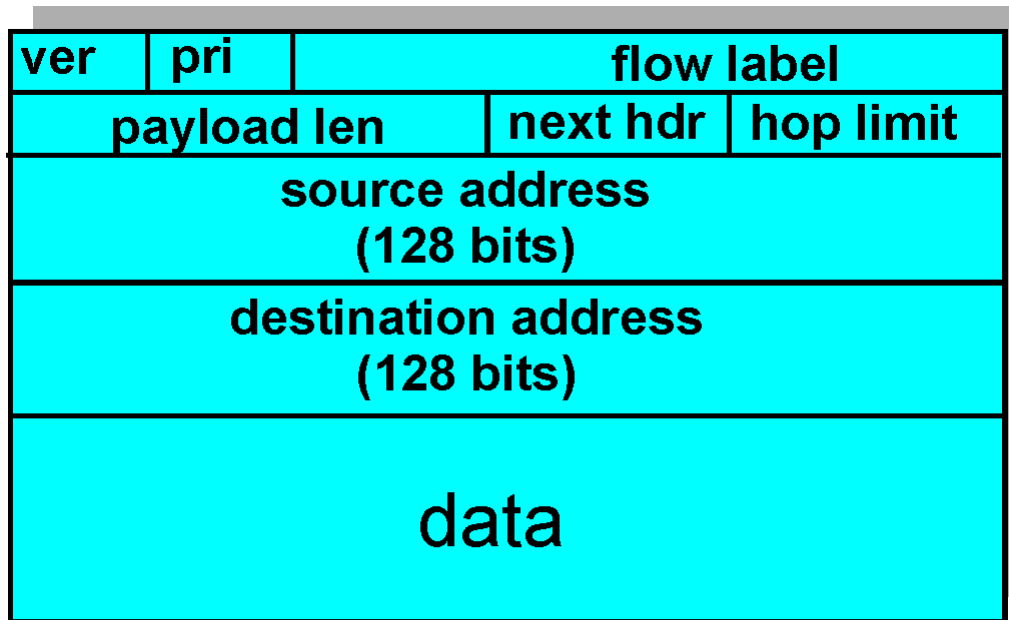 ver pri flow label
payload len next hdr hop limit
source address
(128 bits)
destination address
(128 bits)
data